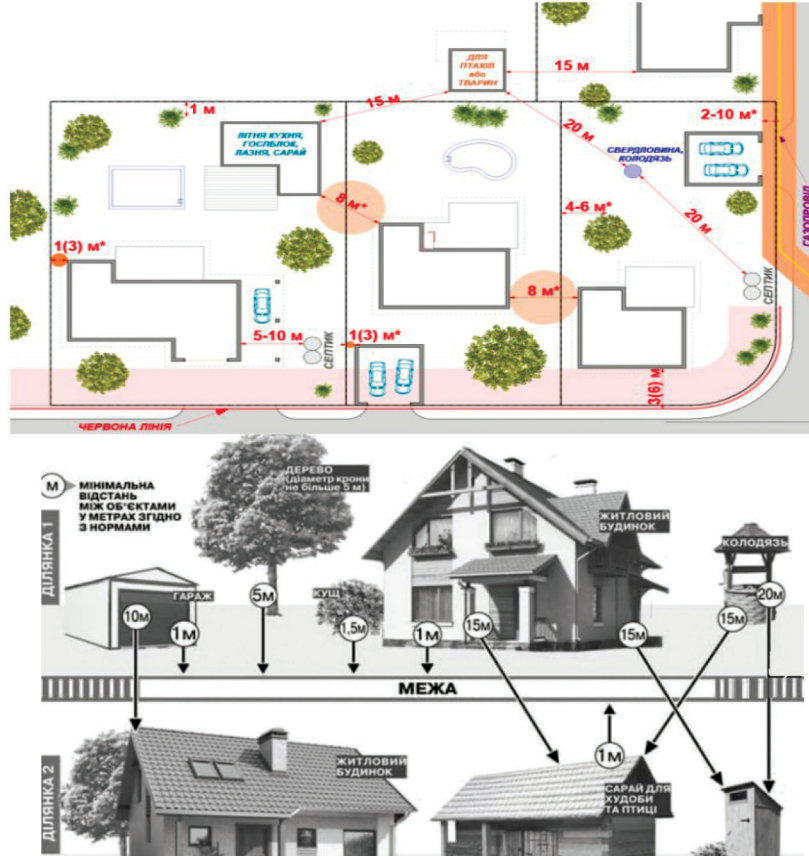 ДЛЯ
ПТАХІВ
або
ТВАРИН
15 м
15 м
1 м
2-10 м*
ЛІТНЯ КУХНЯ,
ГОСПБЛОК,
ЛАЗНЯ, САРАЙ
20 м
СВЕРДЛОВИНА,
КОЛОДЯЗЬ
ГАЗОПРОВІД
8 м*
4-6 м*
20 м
1(3) м*
8 м*
СЕПТИК
5-10 м
СЕПТИК
1(3) м*
3(6) м
ЧЕРВОНА ЛІНІЯ
М
МІНІМАЛЬНА
ВІДСТАНЬ
МІЖ ОБ'ЄКТАМИ
У МЕТРАХ ЗГІДНО
З НОРМАМИ
ДЕРЕВО
(діаметр крони
не більше 5 м)
ЖИТЛОВИЙ
БУДИНОК
КОЛОДЯЗЬ
ДІЛЯНКА 1
ГАРАЖ
КУЩ
10М
1М
5М
1,5М
1М
15М
15М
15М
20М
МЕЖА
1М
ДІЛЯНКА 2
ЖИТЛОВИЙ
БУДИНОК
САРАЙ ДЛЯ
ХУДОБИ
ТА ПТИЦІ